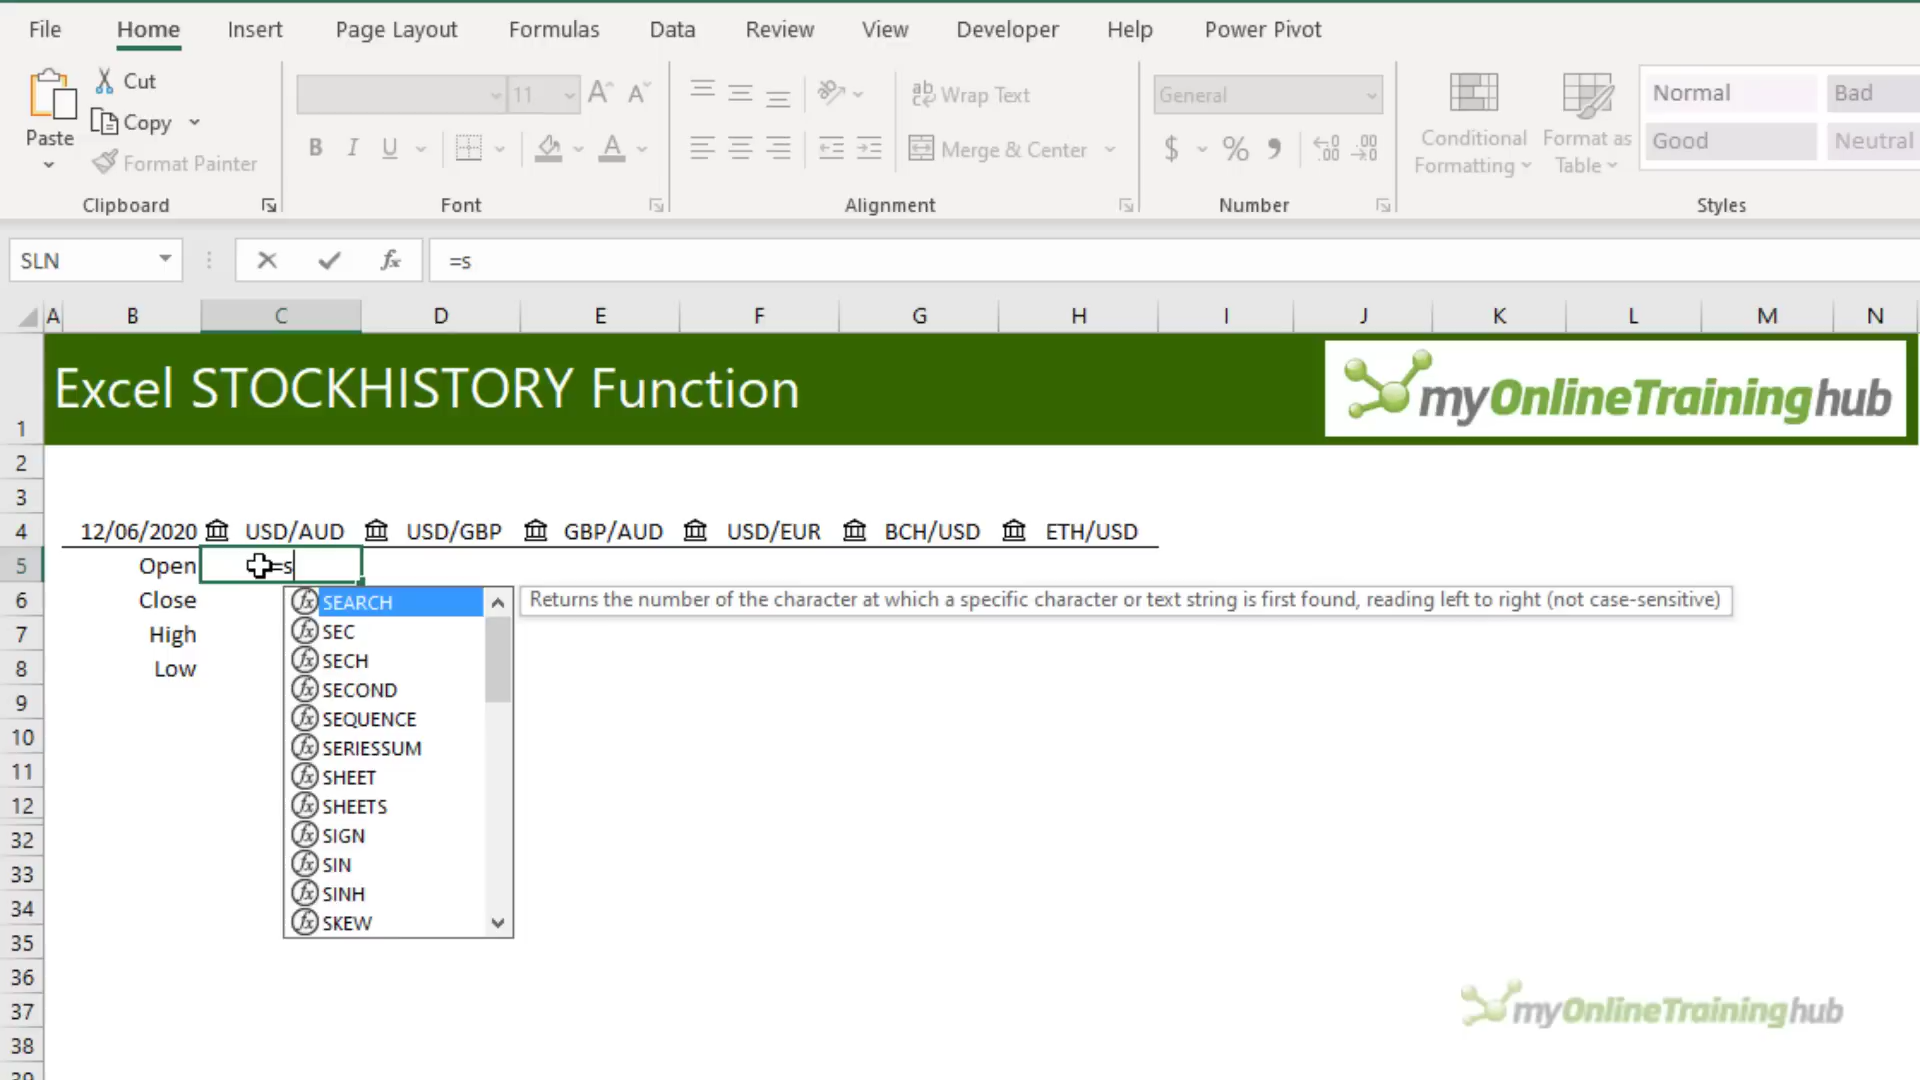 File Home Insert Page Layout Formulas Data Review View Developer Help Power Pivot
Paste
Cut
Copy
Format Painter
Clipboard
11
B I U
Font
Wrap Text
Merge & Center
Alignment
General
$ % 9
Number
Conditional Formatting
Format as Table
Normal Bad
Good Neutral
Styles
SLN fx =s
A B C D E F G H I J K L M N
1 Excel STOCKHISTORY Function myOnlineTraininghub
2
3
4 12/06/2020 USD/AUD USD/GBP GBP/AUD USD/EUR BCH/USD ETH/USD
5 Open =s
6 Close
7 High
8 Low
9
10
11
12
32
33
34
35
36
37
38
39
SEARCH Returns the number of the character at which a specific character or text string is first found, reading left to right (not case-sensitive)
SEC
SECH
SECOND
SEQUENCE
SERIESSUM
SHEET
SHEETS
SIGN
SIN
SINH
SKEW
myOnlineTraininghub